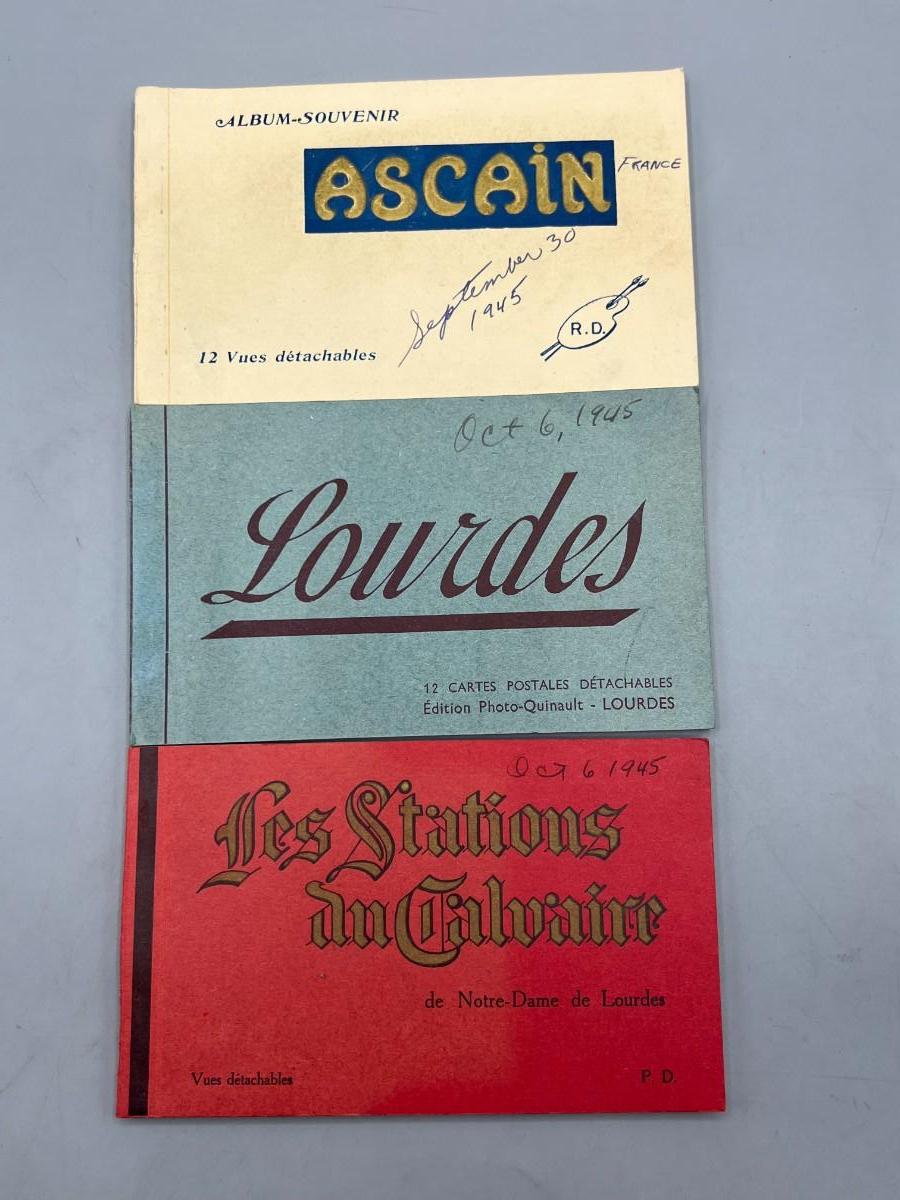 ALBUM-SOUVENIR
ASCAiN
FRANCE
September 30
1945
R.D.
12 Vues détachables
Oct 6, 1945
Lourdes
12 CARTES POSTALES DÉTACHABLES
Édition Photo-Quinault - LOURDES
Oct 6 1945
Les Stations
du Calvaire
de Notre-Dame de Lourdes
Vues détachables
P. D.